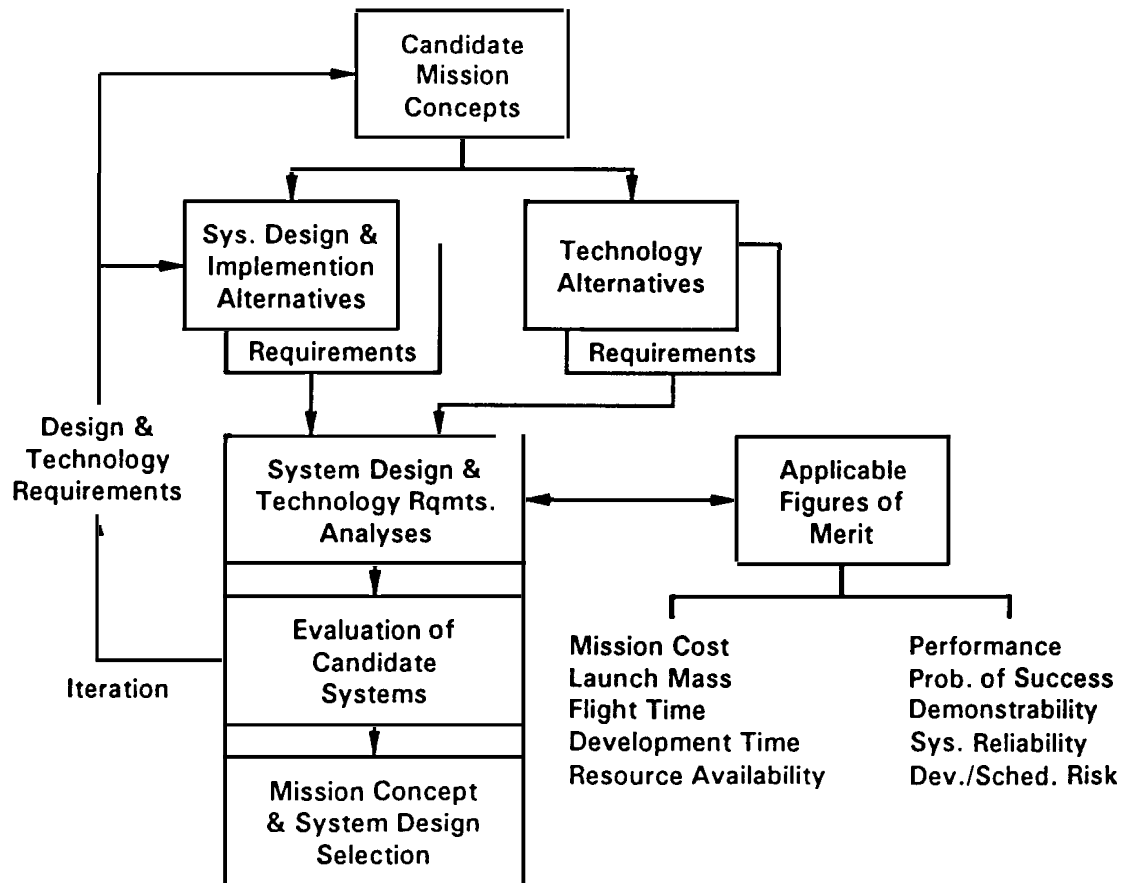 Candidate
Mission
Concepts
Sys. Design &
Implemention
Alternatives
Requirements
Technology
Alternatives
Requirements
Design &
Technology
Requirements
System Design &
Technology Rqmts.
Analyses
Applicable
Figures of
Merit
Evaluation of
Candidate
Systems
Iteration
Mission Concept
& System Design
Selection
Mission Cost
Launch Mass
Flight Time
Development Time
Resource Availability
Performance
Prob. of Success
Demonstrability
Sys. Reliability
Dev./Sched. Risk